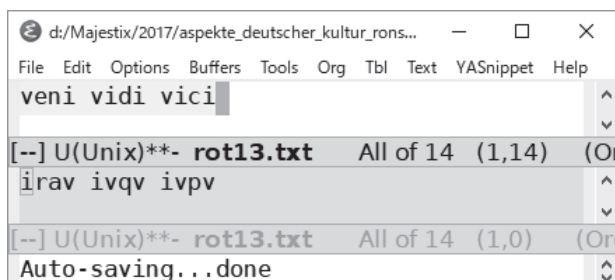 d:/Majestix/2017/aspekte_deutscher_kultur_rons...
File Edit Options Buffers Tools Org Tbl Text YASnippet Help
veni vidi vici
[--] U(Unix)**- rot13.txt All of 14 (1,14) (Or
irav ivqv ivpv
[--] U(Unix)**- rot13.txt All of 14 (1,0) (Or
Auto-saving...done